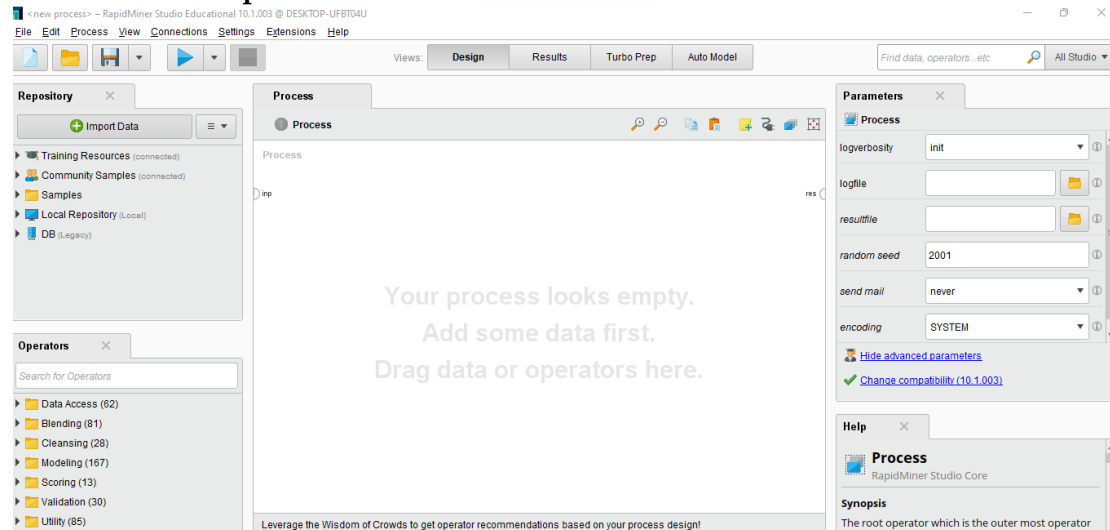 <new process> – RapidMiner Studio Educational 10.1.003 @ DESKTOP-UFBT04U
File Edit Process View Connections Settings Extensions Help
Views: Design Results Turbo Prep Auto Model
Find data, operators...etc
All Studio
Repository
Import Data
Training Resources (connected)
Community Samples (connected)
Samples
Local Repository (Local)
DB (Legacy)
Operators
Search for Operators
Data Access (62)
Blending (81)
Cleansing (28)
Modeling (167)
Scoring (13)
Validation (30)
Utility (85)
Process
Process
Process
inp
res
Your process looks empty.
Add some data first.
Drag data or operators here.
Leverage the Wisdom of Crowds to get operator recommendations based on your process design!
Parameters
Process
logverbosity init
logfile
resultfile
random seed 2001
send mail never
encoding SYSTEM
Hide advanced parameters
Change compatibility (10.1.003)
Help
Process
RapidMiner Studio Core
Synopsis
The root operator which is the outer most operator